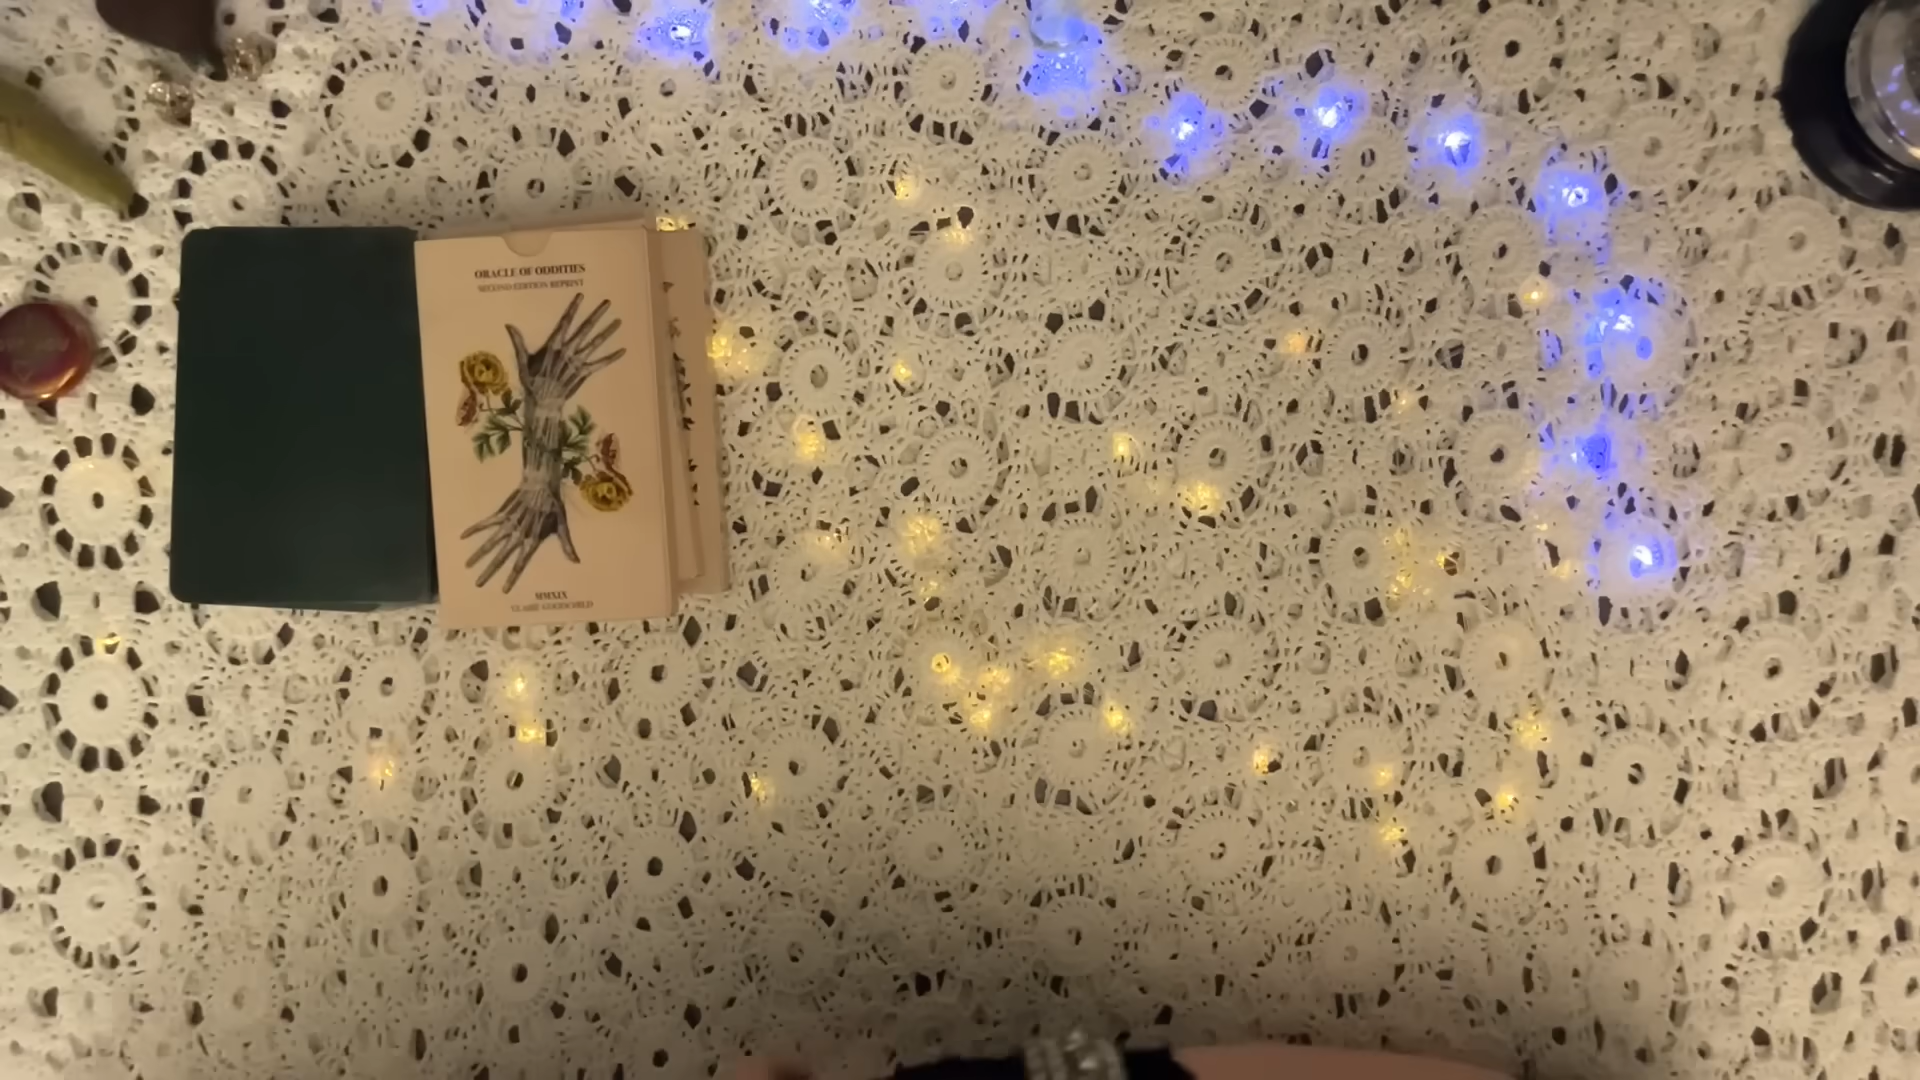 ORACLE OF ODDITIES
SECOND EDITION REPRINT
MMXIX
CLAIRE GOODCHILD